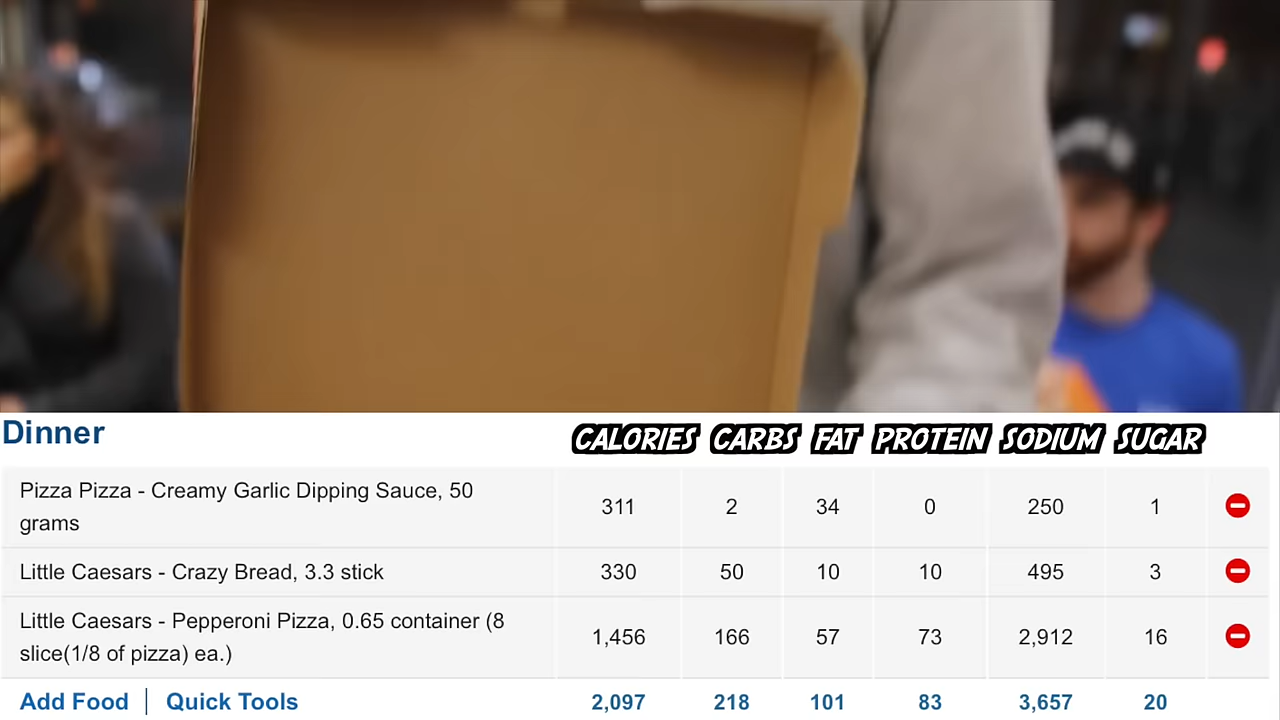 Dinner CALORIES CARBS FAT PROTEIN SODIUM SUGAR
Pizza Pizza - Creamy Garlic Dipping Sauce, 50
grams
311 2 34 0 250 1
Little Caesars - Crazy Bread, 3.3 stick 330 50 10 10 495 3
Little Caesars - Pepperoni Pizza, 0.65 container (8
slice(1/8 of pizza) ea.)
1,456 166 57 73 2,912 16
Add Food | Quick Tools 2,097 218 101 83 3,657 20